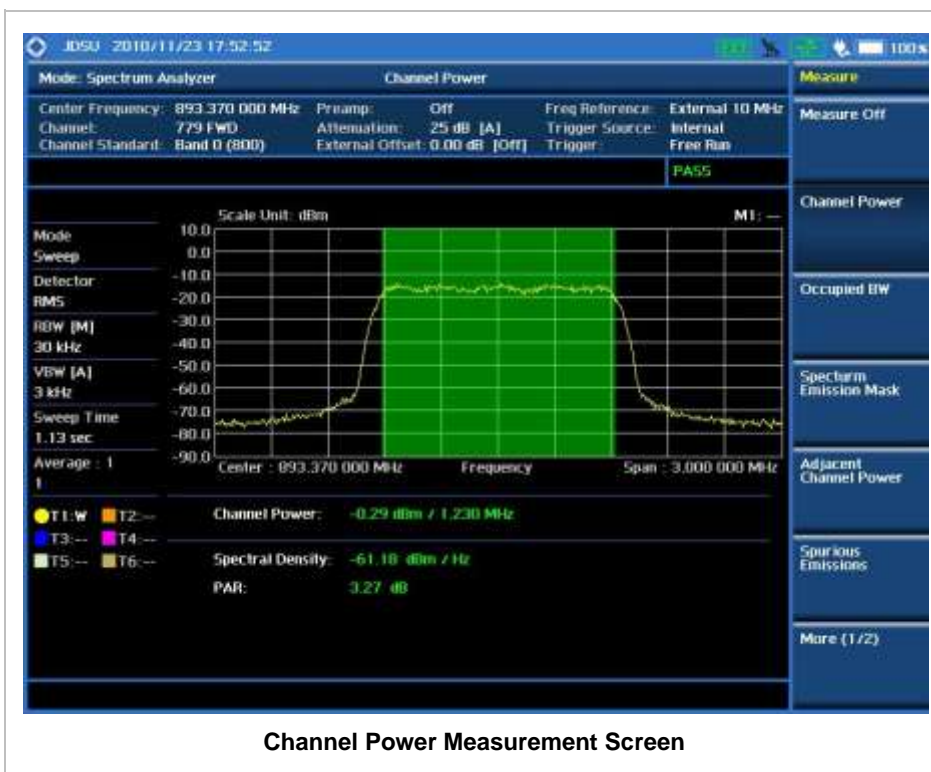 JDSU 2010/11/23 17:52:52 100%
Mode: Spectrum Analyzer Channel Power Measure
Center Frequency: 893.370 000 MHz Preamp: Off Freq Reference: External 10 MHz
Channel: 779 FWD Attenuation: 25 dB [A] Trigger Source: Internal
Channel Standard: Band 0 (800) External Offset: 0.00 dB [Off] Trigger: Free Run
PASS
Measure Off
Channel Power
Occupied BW
Specturm
Emission Mask
Adjacent
Channel Power
Spurious
Emissions
More (1/2)
Scale Unit: dBm M1: --
Mode
Sweep
Detector
RMS
RBW [M]
30 kHz
VBW [A]
3 kHz
Sweep Time
1.13 sec
Average : 1
1
10.0
0.0
-10.0
-20.0
-30.0
-40.0
-50.0
-60.0
-70.0
-80.0
-90.0
Center : 893.370 000 MHz Frequency Span : 3.000 000 MHz
T1:W T2:--
T3:-- T4:--
T5:-- T6:--
Channel Power: -0.29 dBm / 1.230 MHz
Spectral Density: -61.18 dBm / Hz
PAR: 3.27 dB
Channel Power Measurement Screen